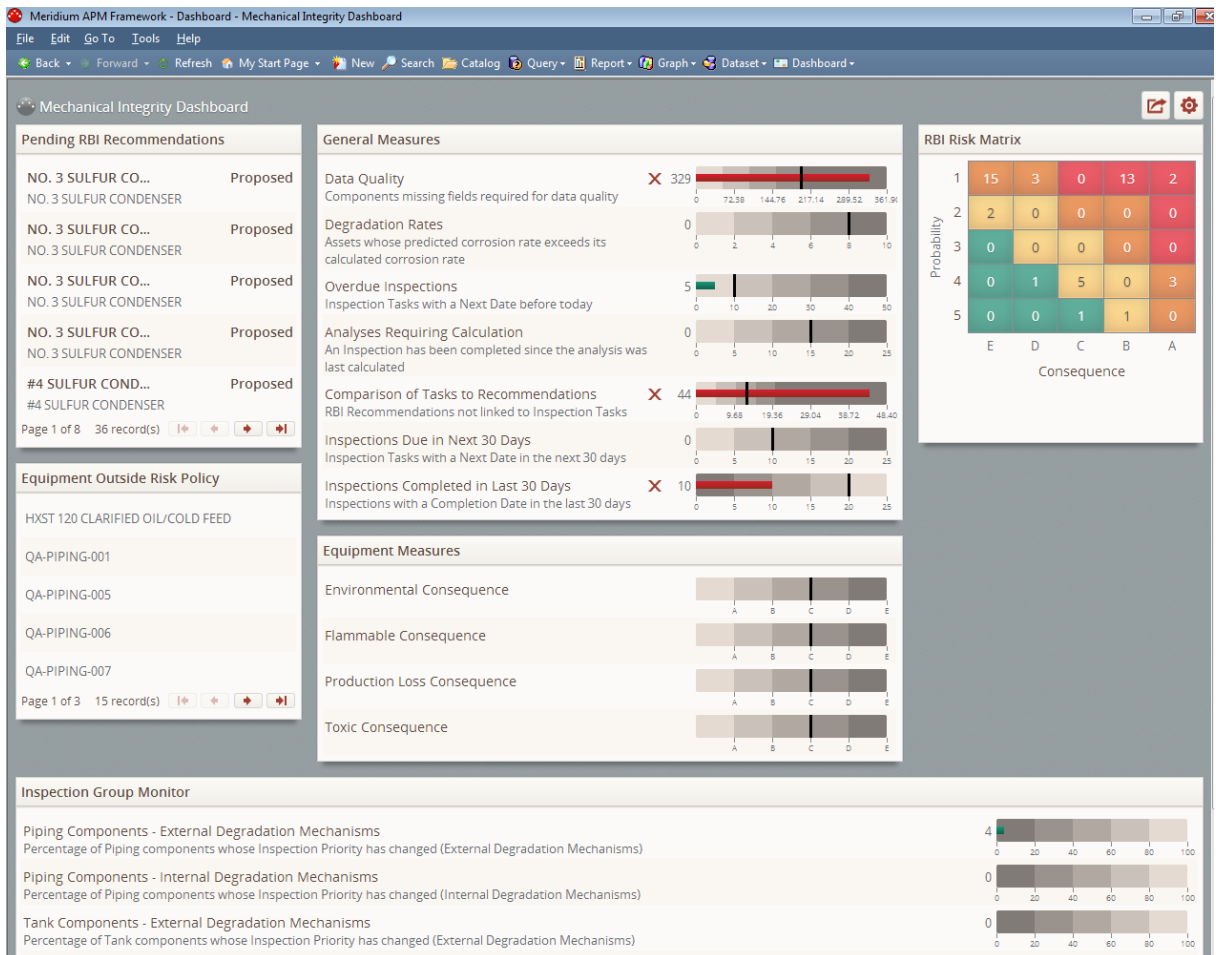 Meridium APM Framework - Dashboard - Mechanical Integrity Dashboard
File Edit Go To Tools Help
Back Forward Refresh My Start Page New Search Catalog Query Report Graph Dataset Dashboard
Mechanical Integrity Dashboard
Pending RBI Recommendations
NO. 3 SULFUR CO... Proposed
NO. 3 SULFUR CONDENSER
NO. 3 SULFUR CO... Proposed
NO. 3 SULFUR CONDENSER
NO. 3 SULFUR CO... Proposed
NO. 3 SULFUR CONDENSER
NO. 3 SULFUR CO... Proposed
NO. 3 SULFUR CONDENSER
#4 SULFUR COND... Proposed
#4 SULFUR CONDENSER
Page 1 of 8 36 record(s)
Equipment Outside Risk Policy
HXST 120 CLARIFIED OIL/COLD FEED
QA-PIPING-001
QA-PIPING-005
QA-PIPING-006
QA-PIPING-007
Page 1 of 3 15 record(s)
General Measures
Data Quality 329
Components missing fields required for data quality
0 72.38 144.76 217.14 289.52 361.90
Degradation Rates 0
Assets whose predicted corrosion rate exceeds its
calculated corrosion rate
0 2 4 6 8 10
Overdue Inspections 5
Inspection Tasks with a Next Date before today
0 10 20 30 40 50
Analyses Requiring Calculation 0
An Inspection has been completed since the analysis was
last calculated
0 5 10 15 20 25
Comparison of Tasks to Recommendations 44
RBI Recommendations not linked to Inspection Tasks
0 9.68 19.36 29.04 38.72 48.40
Inspections Due in Next 30 Days 0
Inspection Tasks with a Next Date in the next 30 days
0 5 10 15 20 25
Inspections Completed in Last 30 Days 10
Inspections with a Completion Date in the last 30 days
0 5 10 15 20 25
Equipment Measures
Environmental Consequence
A B C D E
Flammable Consequence
A B C D E
Production Loss Consequence
A B C D E
Toxic Consequence
A B C D E
RBI Risk Matrix
Probability
1 15 3 0 13 2
2 2 0 0 0 0
3 0 0 0 0 0
4 0 1 5 0 3
5 0 0 1 1 0
E D C B A
Consequence
Inspection Group Monitor
Piping Components - External Degradation Mechanisms 4
Percentage of Piping components whose Inspection Priority has changed (External Degradation Mechanisms)
0 20 40 60 80 100
Piping Components - Internal Degradation Mechanisms 0
Percentage of Piping components whose Inspection Priority has changed (Internal Degradation Mechanisms)
0 20 40 60 80 100
Tank Components - External Degradation Mechanisms 0
Percentage of Tank components whose Inspection Priority has changed (External Degradation Mechanisms)
0 20 40 60 80 100